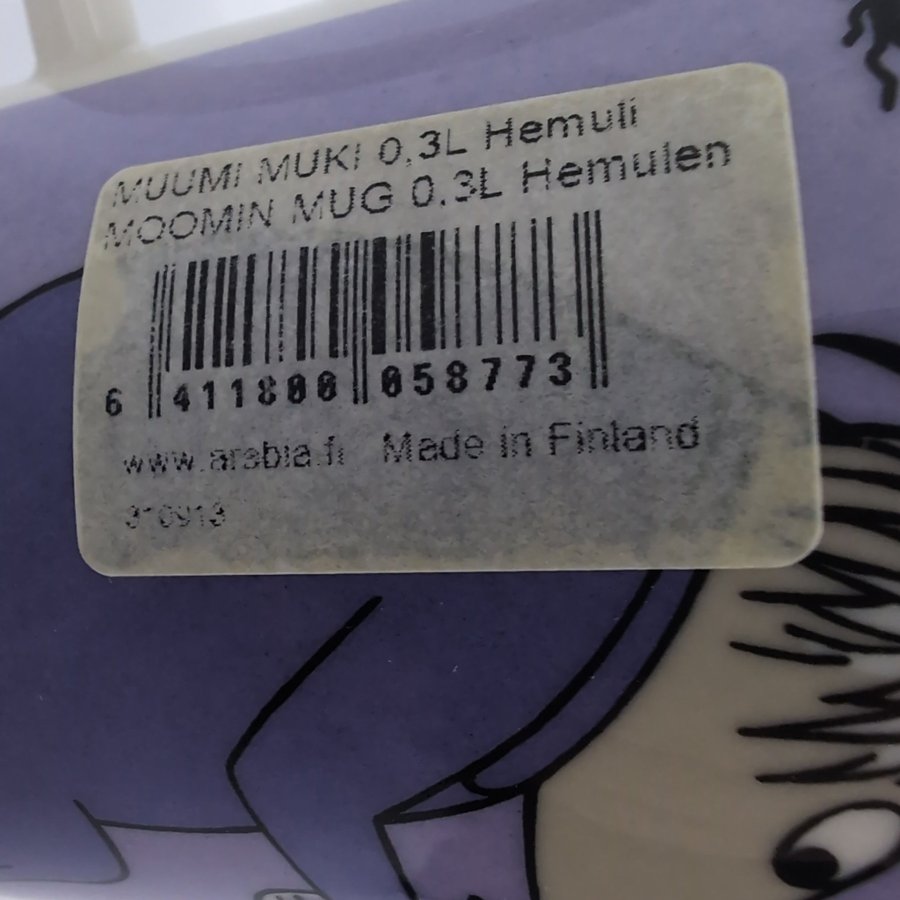 MUUMI MUKI 0,3L Hemuli
MOOMIN MUG 0,3L Hemulen
6 411800 058773
www.arabia.fi Made in Finland
310913